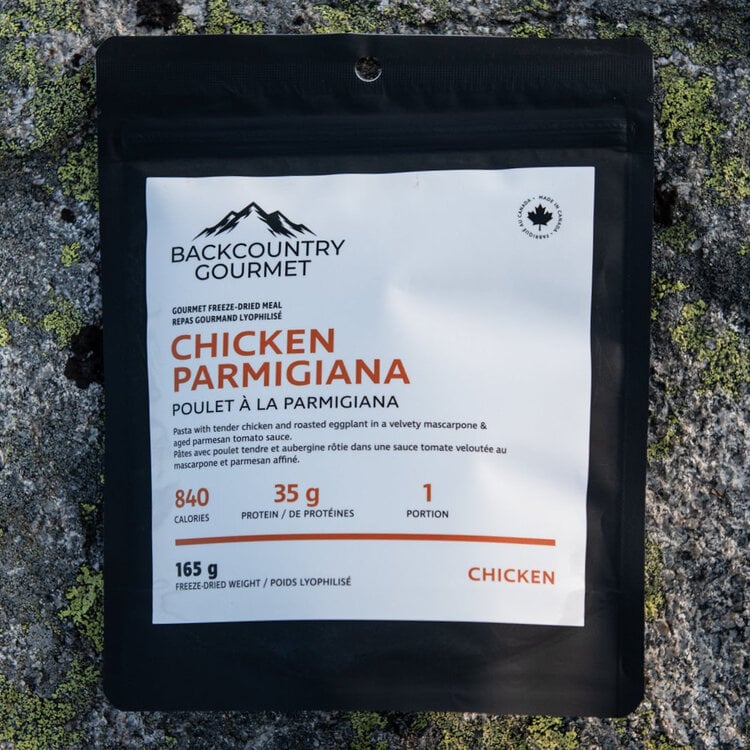 MADE IN CANADA • FABRIQUÉ AU CANADA •
BACKCOUNTRY
GOURMET
GOURMET FREEZE-DRIED MEAL
REPAS GOURMAND LYOPHILISÉ
CHICKEN
PARMIGIANA
POULET À LA PARMIGIANA
Pasta with tender chicken and roasted eggplant in a velvety mascarpone &
aged parmesan tomato sauce.
Pâtes avec poulet tendre et aubergine rôtie dans une sauce tomate veloutée au
mascarpone et parmesan affiné.
840 35 g 1
CALORIES PROTEIN / DE PROTÉINES PORTION
165 g
FREEZE-DRIED WEIGHT / POIDS LYOPHILISÉ
CHICKEN